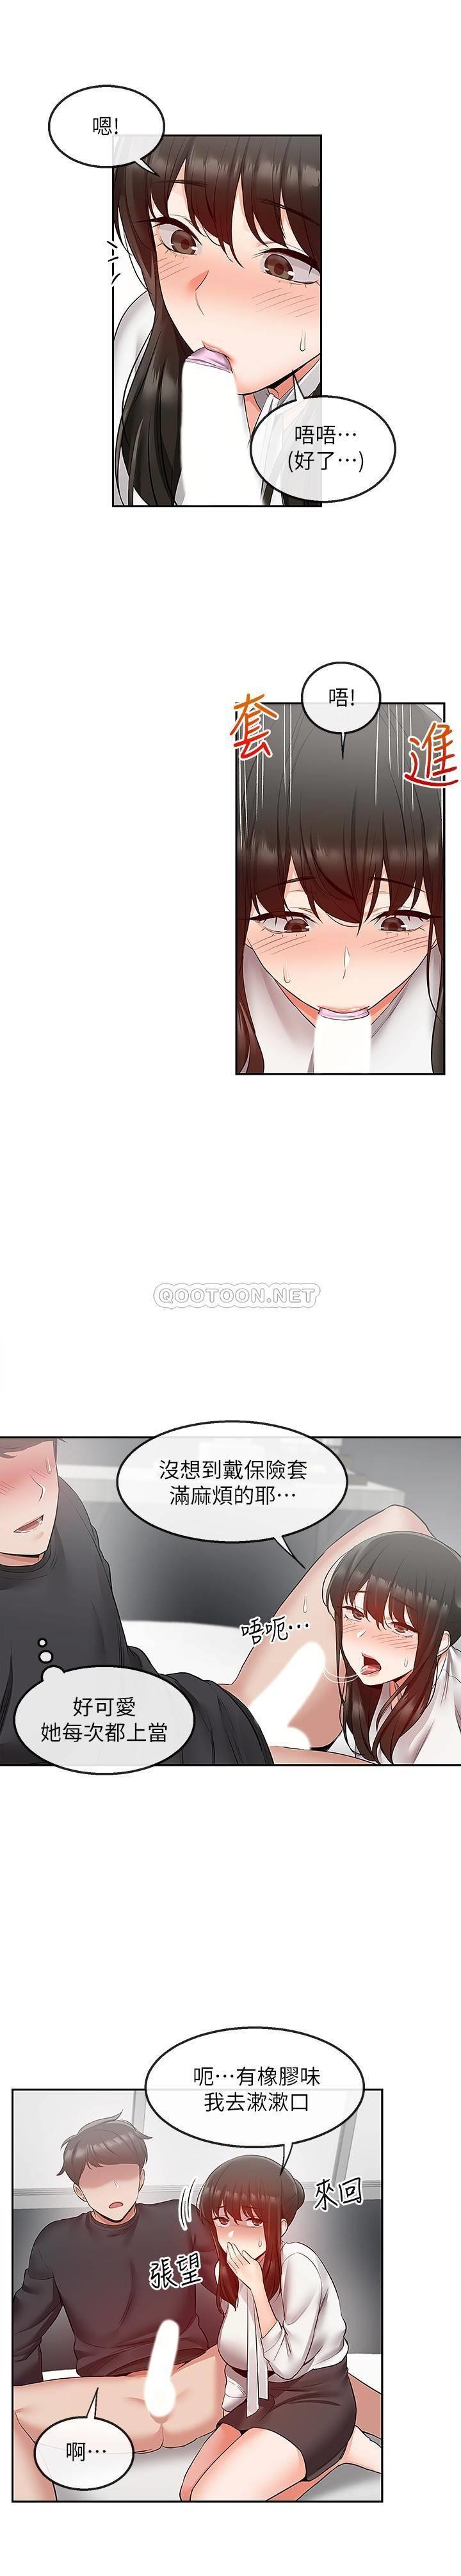 嗯!
唔唔…
(好了…)
唔!
套進
QOOTOON.NET
沒想到戴保險套
滿麻煩的耶…
唔呃…
好可愛
她每次都上當
呃…有橡膠味
我去漱漱口
來回
張望
啊…